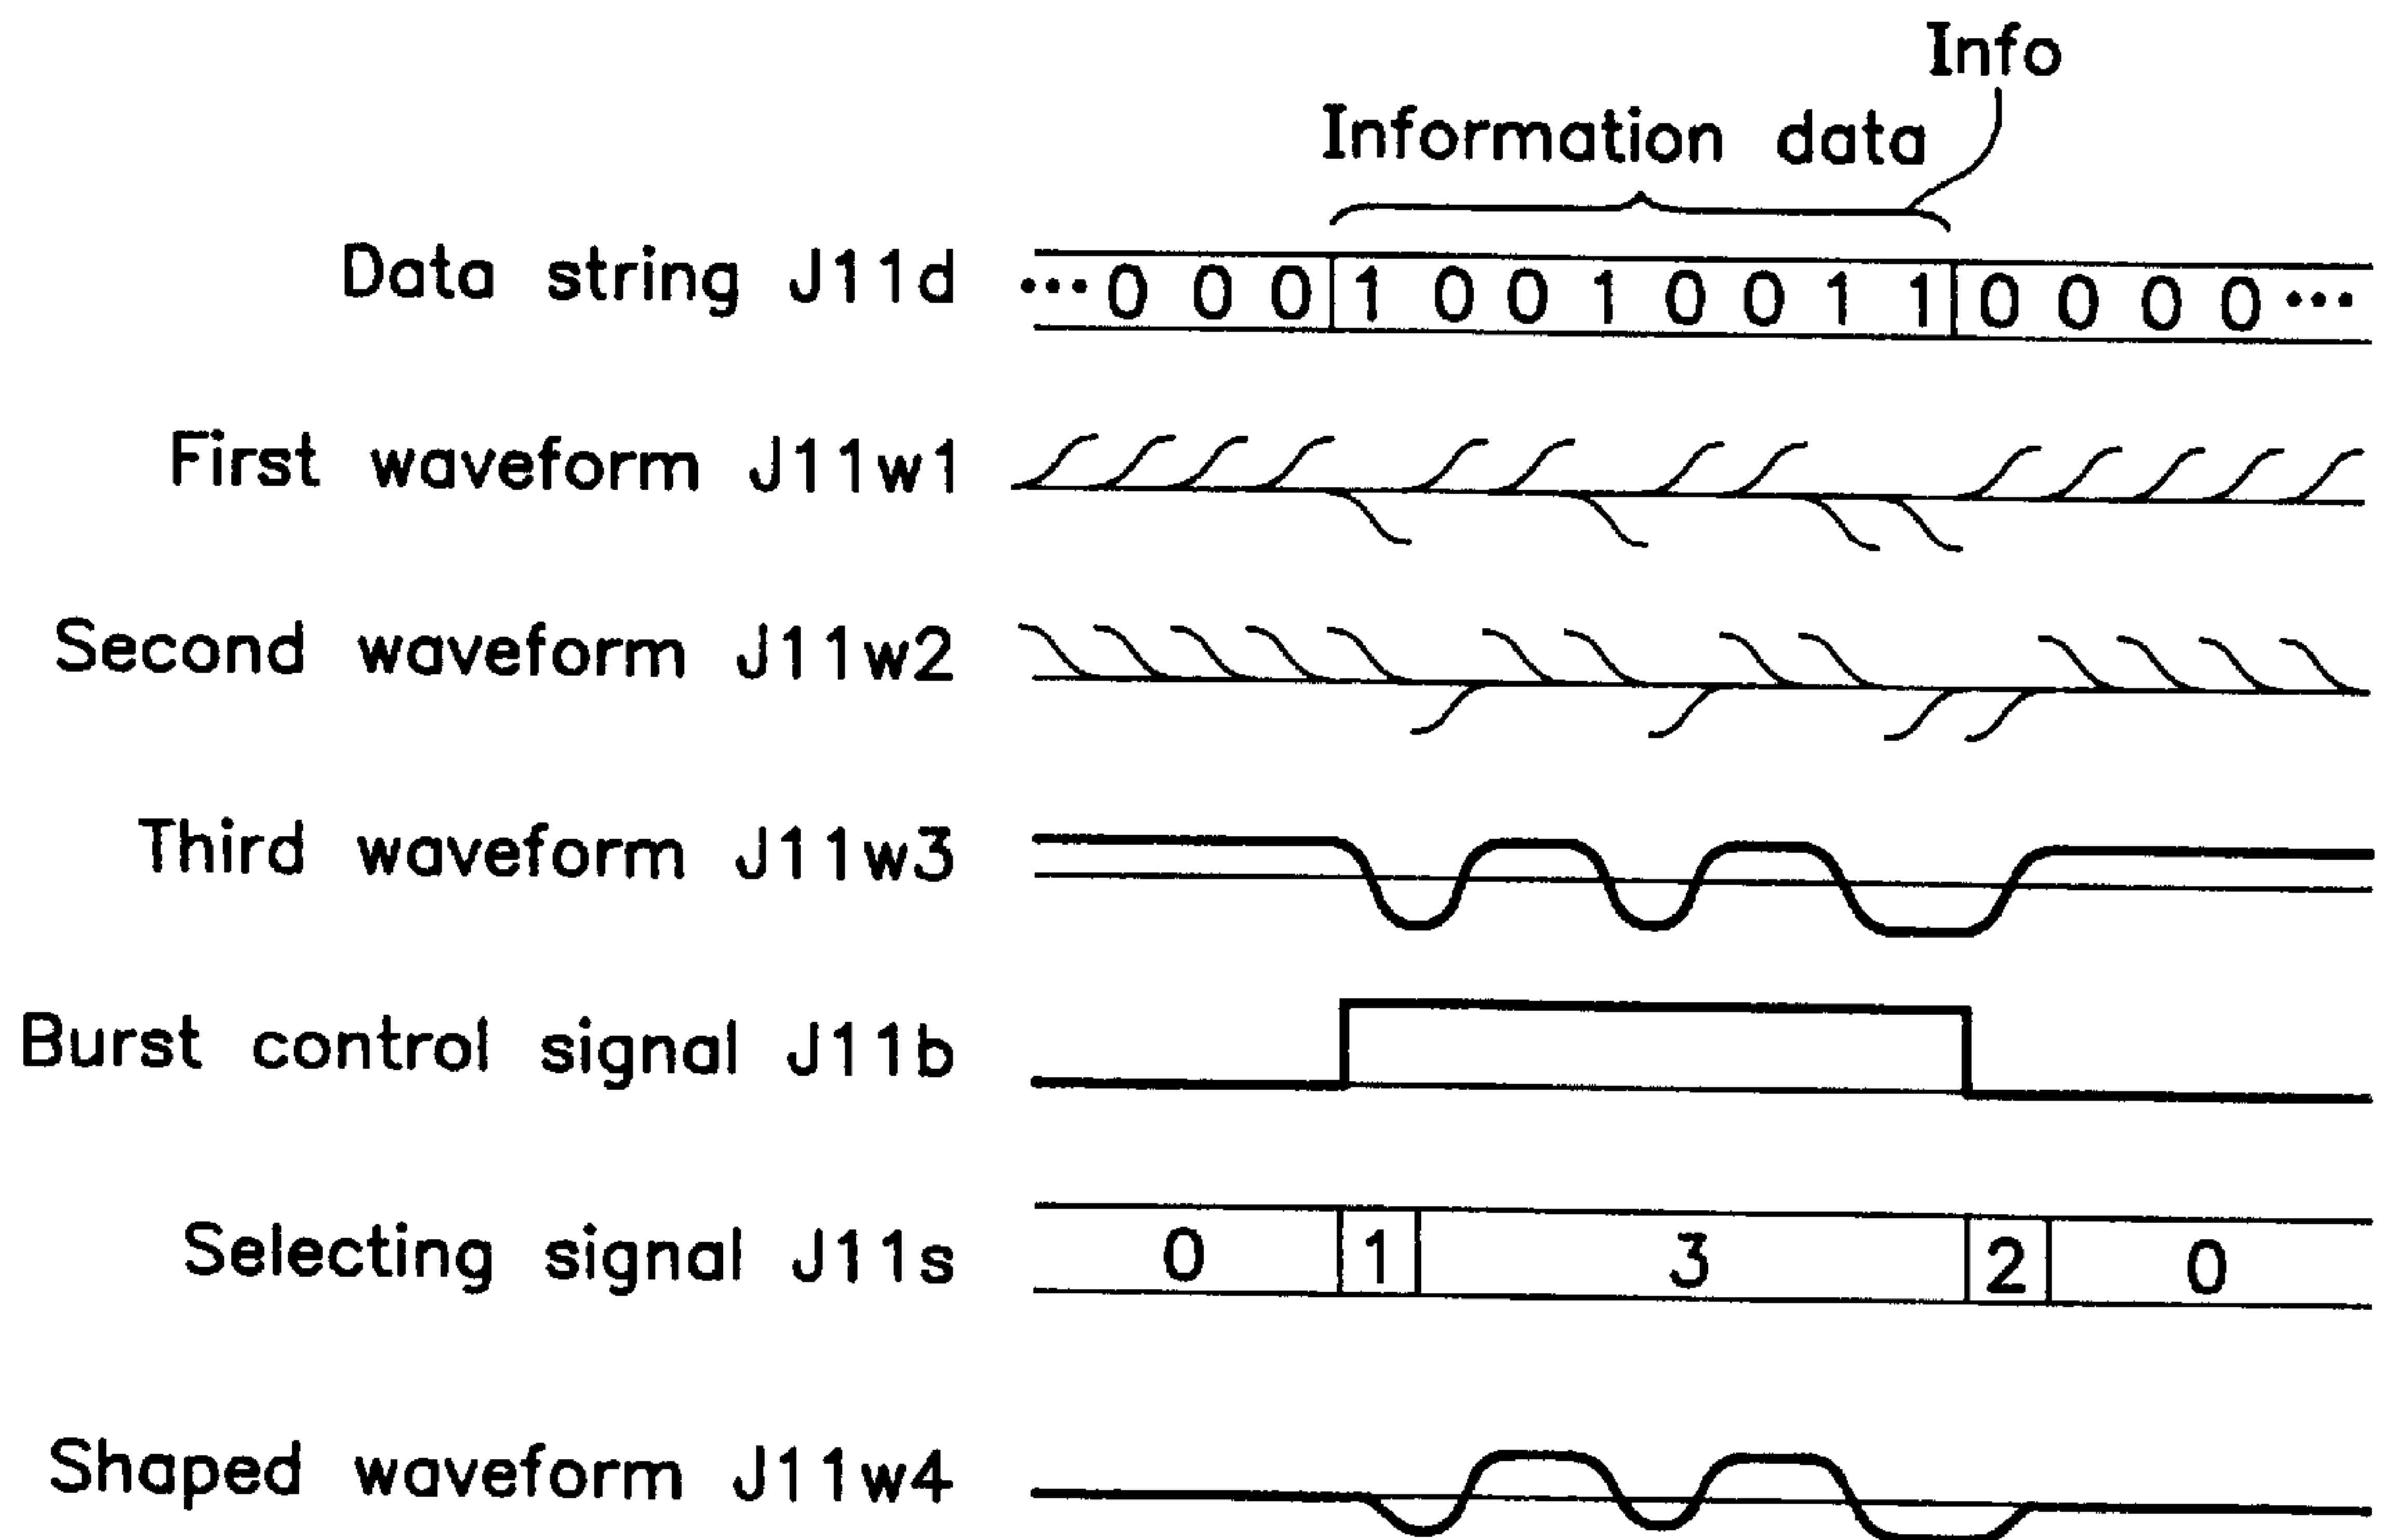 Info
Information data
Data string J11d ...0 0 0 1 0 0 1 0 0 1 1 0 0 0 0...
First waveform J11w1
Second waveform J11w2
Third waveform J11w3
Burst control signal J11b
Selecting signal J11s 0 1 3 2 0
Shaped waveform J11w4